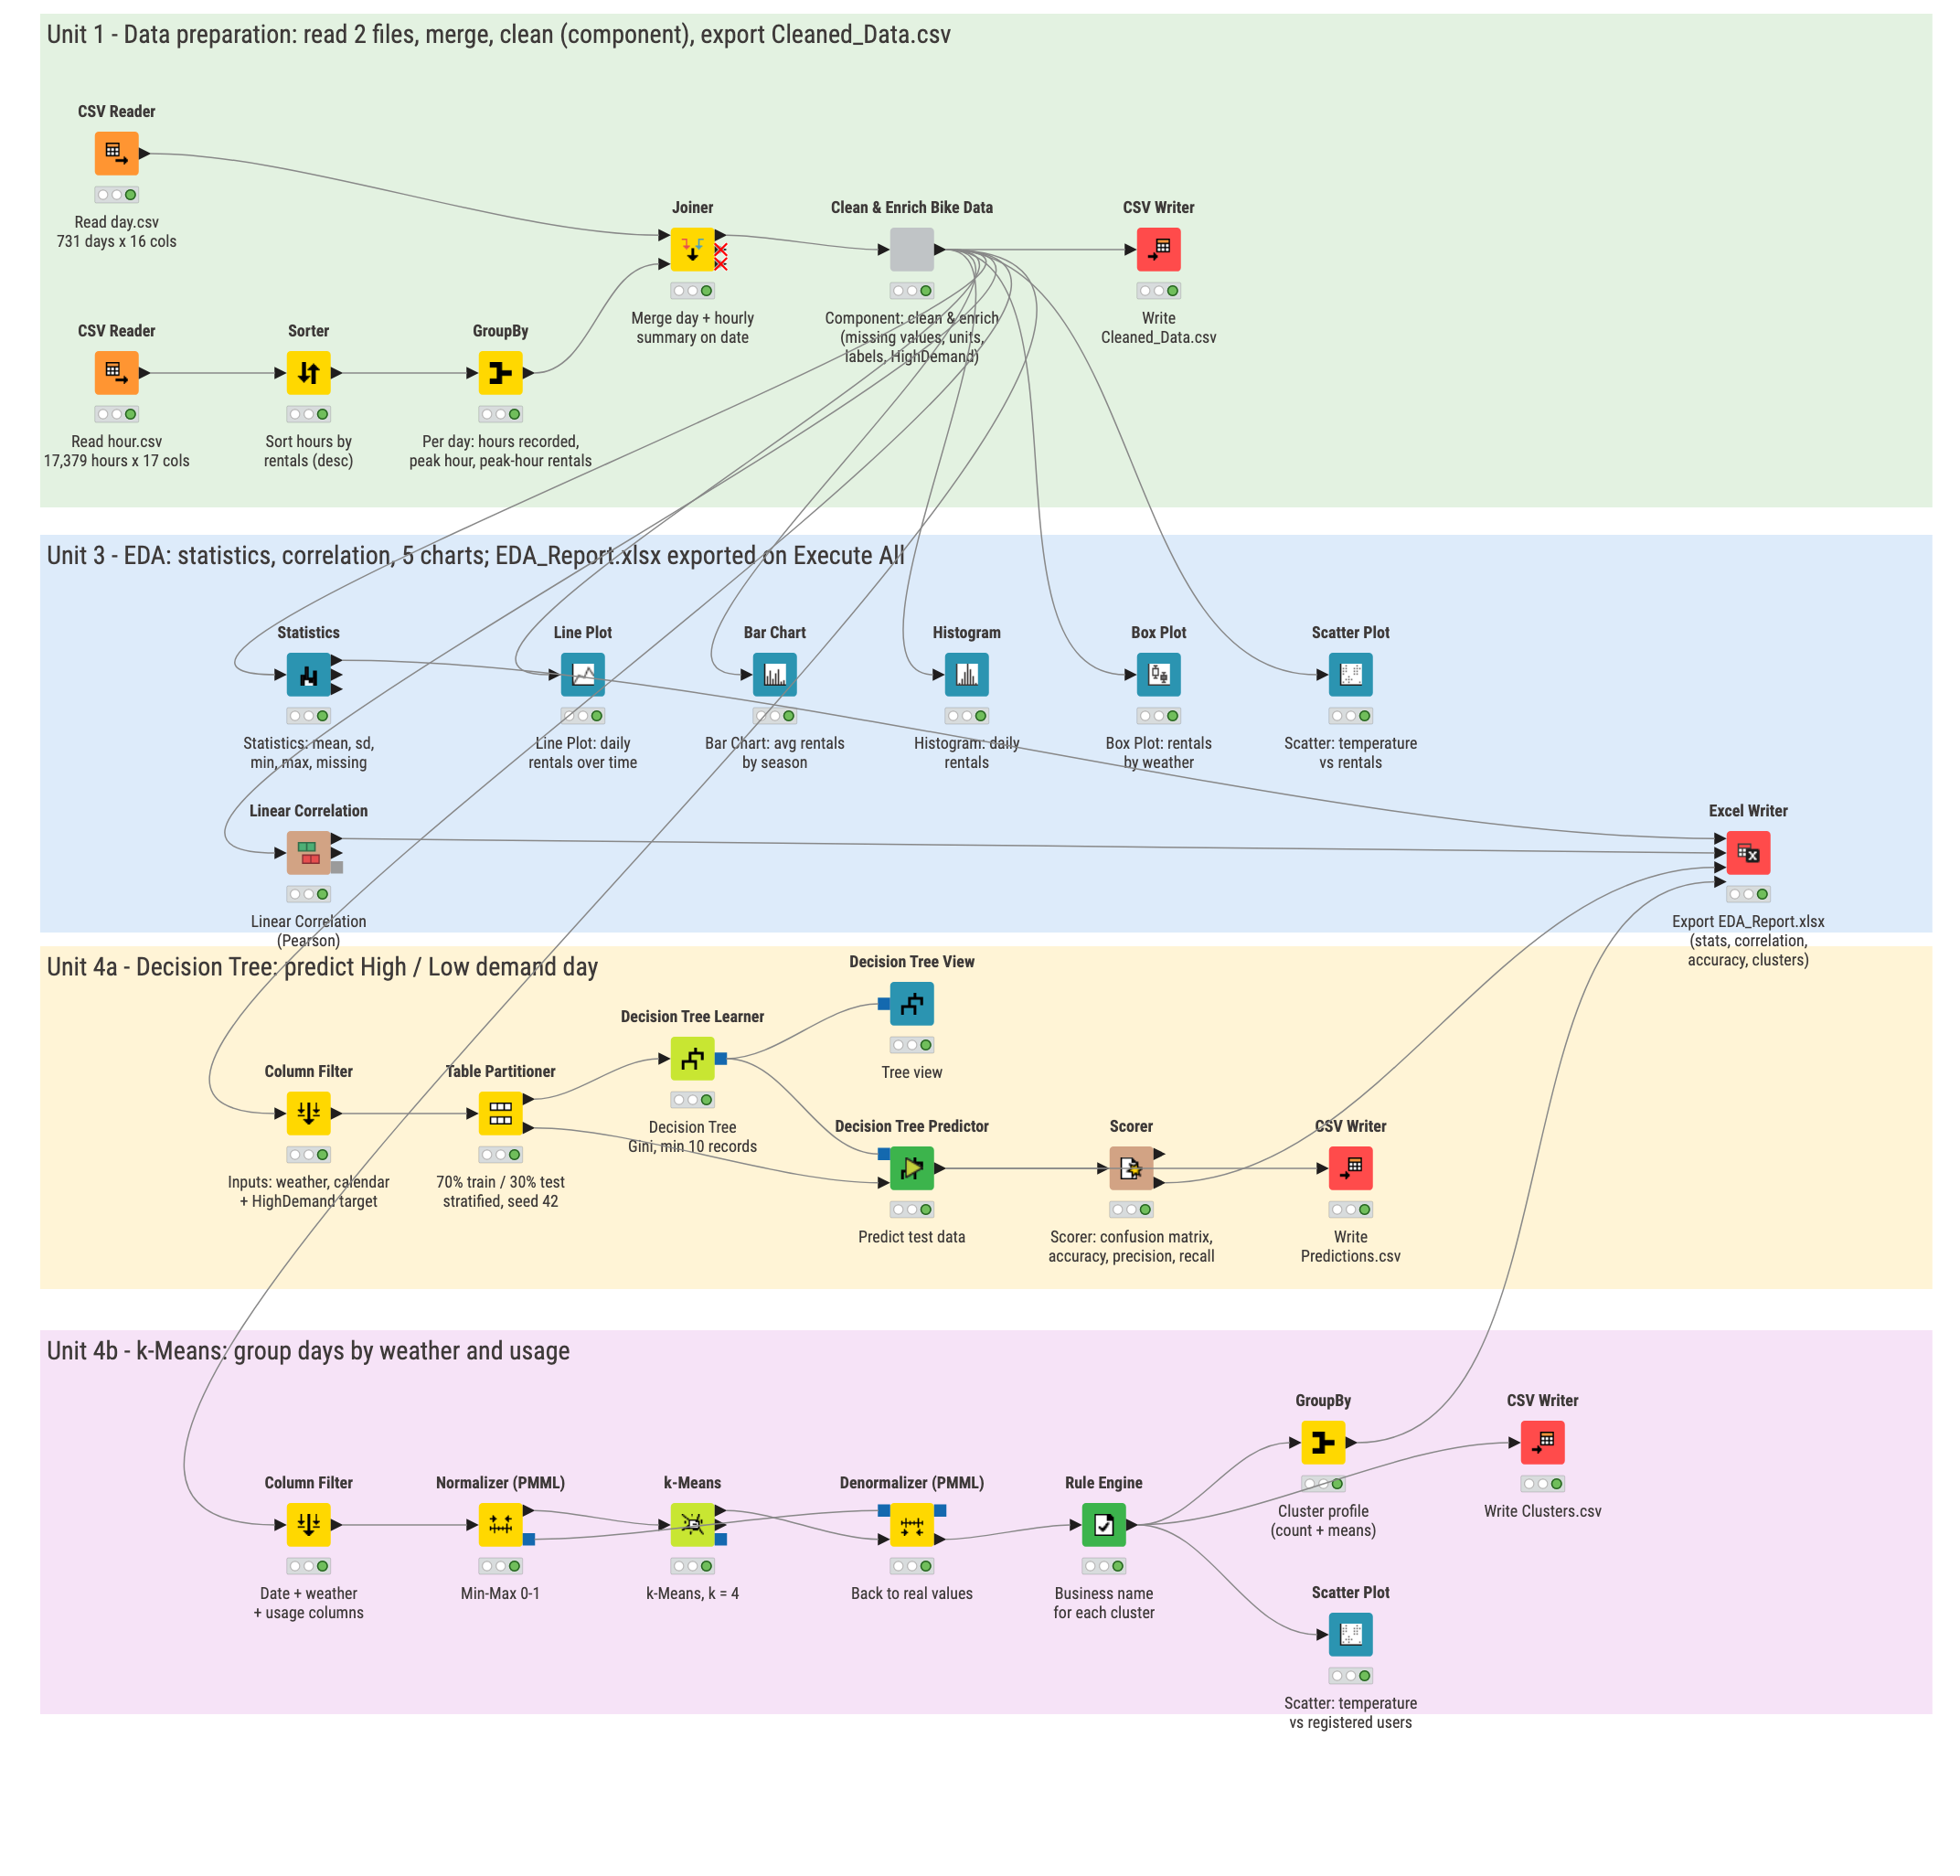 Unit 1 - Data preparation: read 2 files, merge, clean (component), export Cleaned_Data.csv
CSV Reader
Read day.csv
731 days x 16 cols
Joiner
Merge day + hourly
summary on date
Clean & Enrich Bike Data
Component: clean & enrich
(missing values, units,
labels, HighDemand)
CSV Writer
Write
Cleaned_Data.csv
CSV Reader
Read hour.csv
17,379 hours x 17 cols
Sorter
Sort hours by
rentals (desc)
GroupBy
Per day: hours recorded,
peak hour, peak-hour rentals
Unit 3 - EDA: statistics, correlation, 5 charts; EDA_Report.xlsx exported on Execute All
Statistics
Statistics: mean, sd,
min, max, missing
Line Plot
Line Plot: daily
rentals over time
Bar Chart
Bar Chart: avg rentals
by season
Histogram
Histogram: daily
rentals
Box Plot
Box Plot: rentals
by weather
Scatter Plot
Scatter: temperature
vs rentals
Linear Correlation
Linear Correlation
(Pearson)
Excel Writer
Export EDA_Report.xlsx
(stats, correlation,
accuracy, clusters)
Unit 4a - Decision Tree: predict High / Low demand day
Decision Tree View
Tree view
Decision Tree Learner
Decision Tree
Gini, min 10 records
Column Filter
Inputs: weather, calendar
+ HighDemand target
Table Partitioner
70% train / 30% test
stratified, seed 42
Decision Tree Predictor
Predict test data
Scorer
Scorer: confusion matrix,
accuracy, precision, recall
CSV Writer
Write
Predictions.csv
Unit 4b - k-Means: group days by weather and usage
GroupBy
Cluster profile
(count + means)
CSV Writer
Write Clusters.csv
Column Filter
Date + weather
+ usage columns
Normalizer (PMML)
Min-Max 0-1
k-Means
k-Means, k = 4
Denormalizer (PMML)
Back to real values
Rule Engine
Business name
for each cluster
Scatter Plot
Scatter: temperature
vs registered users